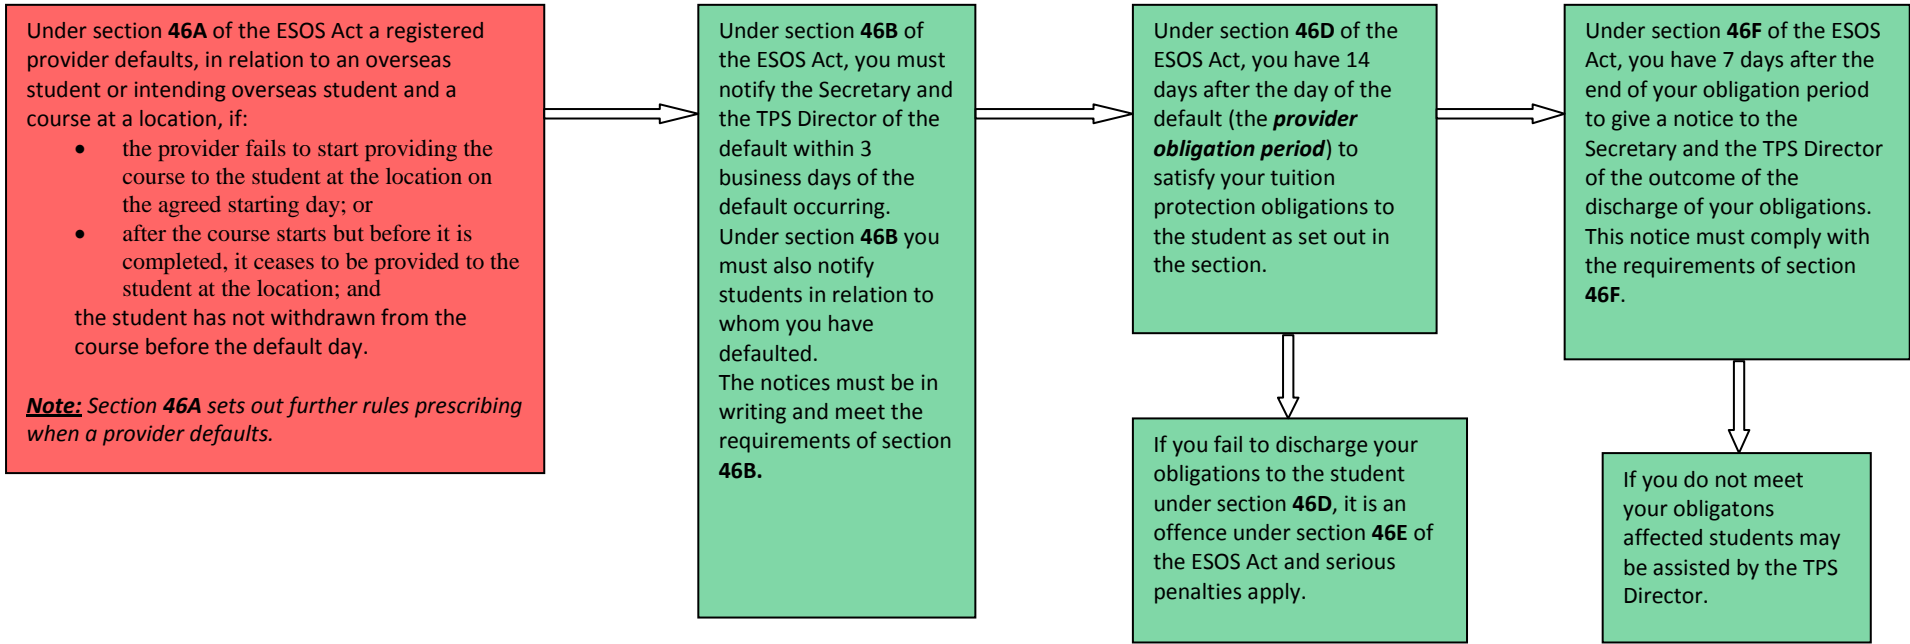 Under section 46A of the ESOS Act a registered
provider defaults, in relation to an overseas
student or intending overseas student and a
course at a location, if:
• the provider fails to start providing the
course to the student at the location on
the agreed starting day; or
• after the course starts but before it is
completed, it ceases to be provided to the
student at the location; and
the student has not withdrawn from the
course before the default day.
Note: Section 46A sets out further rules prescribing
when a provider defaults.
Under section 46B of
the ESOS Act, you must
notify the Secretary and
the TPS Director of the
default within 3
business days of the
default occurring.
Under section 46B you
must also notify
students in relation to
whom you have
defaulted.
The notices must be in
writing and meet the
requirements of section
46B.
Under section 46D of the
ESOS Act, you have 14
days after the day of the
default (the provider
obligation period) to
satisfy your tuition
protection obligations to
the student as set out in
the section.
If you fail to discharge your
obligations to the student
under section 46D, it is an
offence under section 46E of
the ESOS Act and serious
penalties apply.
Under section 46F of the ESOS
Act, you have 7 days after the
end of your obligation period
to give a notice to the
Secretary and the TPS Director
of the outcome of the
discharge of your obligations.
This notice must comply with
the requirements of section
46F.
If you do not meet
your obligatons
affected students may
be assisted by the TPS
Director.